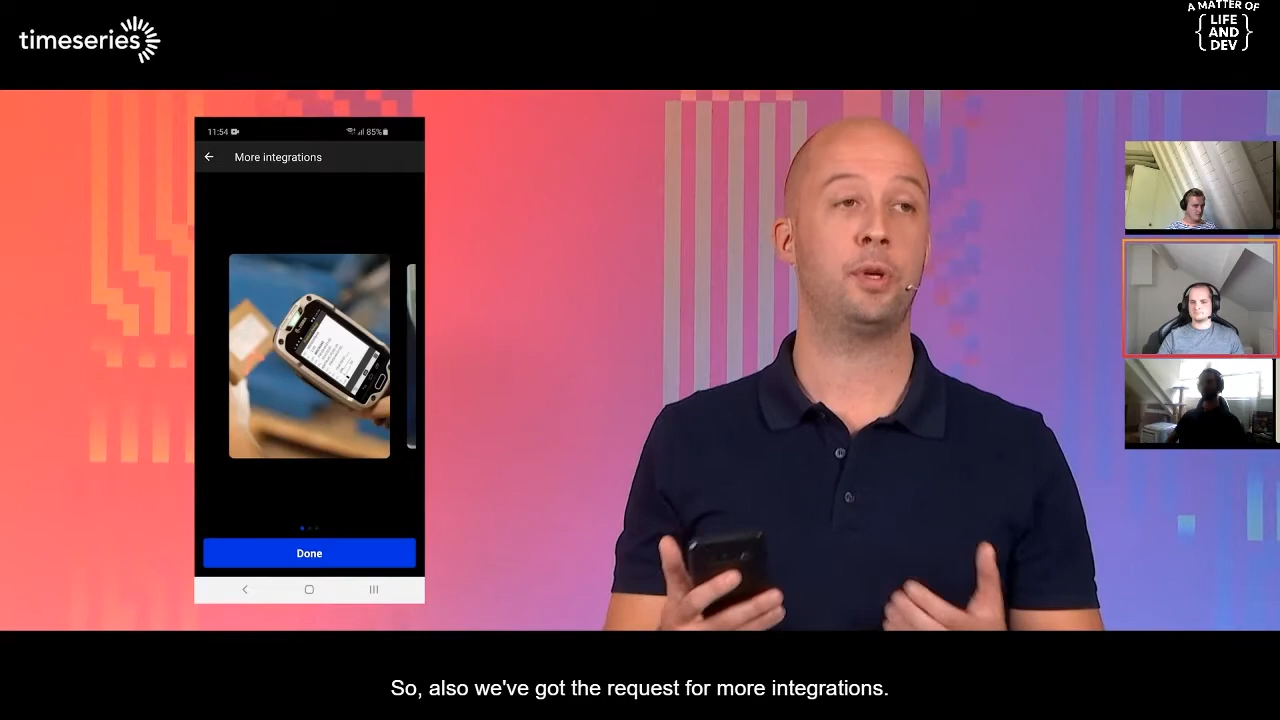 timeseries
A MATTER OF
LIFE
AND
DEV
11:54
85%
More integrations
Done
So, also we've got the request for more integrations.